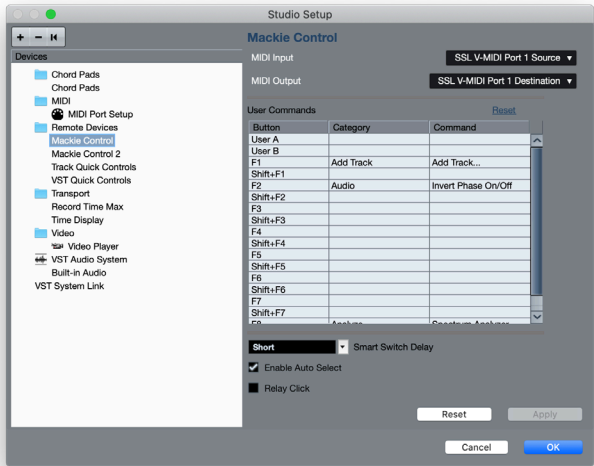 Studio Setup
Devices
Chord Pads
Chord Pads
MIDI
MIDI Port Setup
Remote Devices
Mackie Control
Mackie Control 2
Track Quick Controls
VST Quick Controls
Transport
Record Time Max
Time Display
Video
Video Player
VST Audio System
Built-in Audio
VST System Link
Mackie Control
MIDI Input SSL V-MIDI Port 1 Source
MIDI Output SSL V-MIDI Port 1 Destination
User Commands Reset
Button Category Command
User A
User B
F1 Add Track Add Track...
Shift+F1
F2 Audio Invert Phase On/Off
Shift+F2
F3
Shift+F3
F4
Shift+F4
F5
Shift+F5
F6
Shift+F6
F7
Shift+F7
F8 Analyze Spectrum Analyzer
Short Smart Switch Delay
Enable Auto Select
Relay Click
Reset Apply
Cancel OK